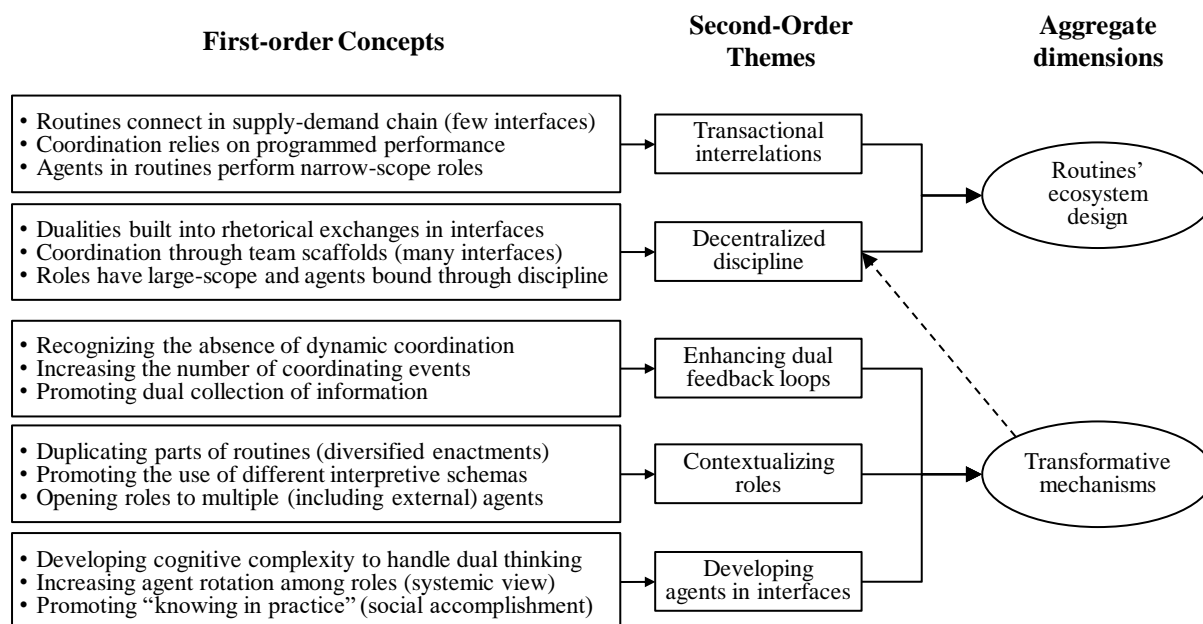 First-order Concepts
Second-Order
Themes
Aggregate
dimensions
• Routines connect in supply-demand chain (few interfaces)
• Coordination relies on programmed performance
• Agents in routines perform narrow-scope roles
Transactional
interrelations
• Dualities built into rhetorical exchanges in interfaces
• Coordination through team scaffolds (many interfaces)
• Roles have large-scope and agents bound through discipline
Decentralized
discipline
Routines’
ecosystem
design
• Recognizing the absence of dynamic coordination
• Increasing the number of coordinating events
• Promoting dual collection of information
Enhancing dual
feedback loops
• Duplicating parts of routines (diversified enactments)
• Promoting the use of different interpretive schemas
• Opening roles to multiple (including external) agents
Contextualizing
roles
• Developing cognitive complexity to handle dual thinking
• Increasing agent rotation among roles (systemic view)
• Promoting “knowing in practice” (social accomplishment)
Developing
agents in interfaces
Transformative
mechanisms